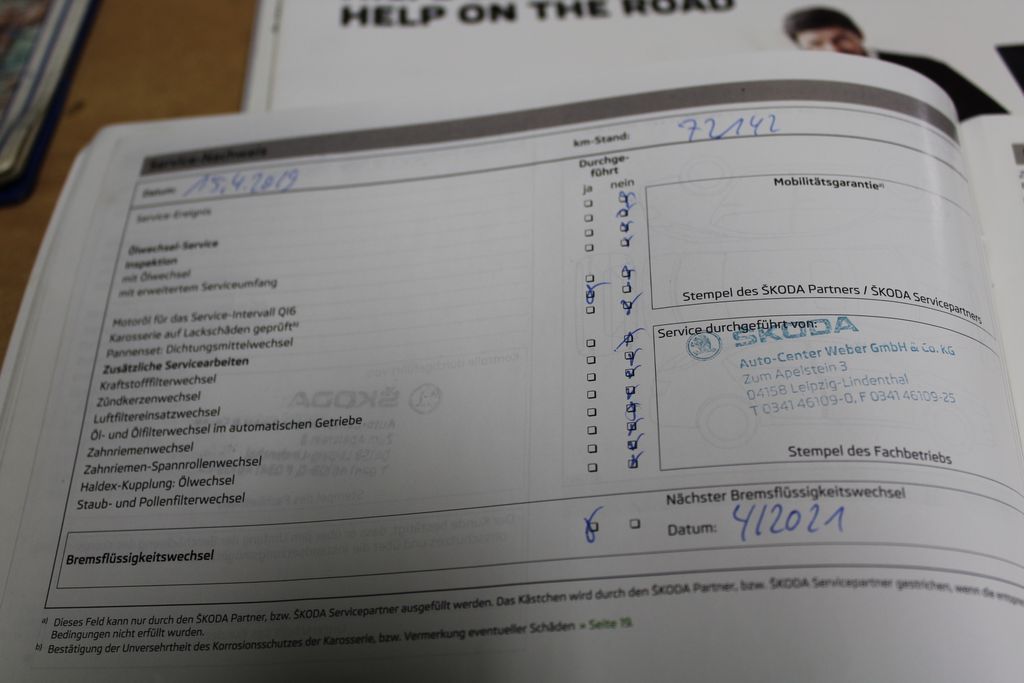 HELP ON THE ROAD
Service-Nachweis
Datum: 15.4.2019
km-Stand: 72142
Service-Ereignis
Durchge-
führt
ja nein
Ölwechsel-Service
Inspektion
mit Ölwechsel
mit erweitertem Serviceumfang
Motoröl für das Service-Intervall QI6
Karosserie auf Lackschäden geprüftᵇ⁾
Pannenset: Dichtungsmittelwechsel
Zusätzliche Servicearbeiten
Kraftstofffilterwechsel
Zündkerzenwechsel
Luftfiltereinsatzwechsel
Öl- und Ölfilterwechsel im automatischen Getriebe
Zahnriemenwechsel
Zahnriemen-Spannrollenwechsel
Haldex-Kupplung: Ölwechsel
Staub- und Pollenfilterwechsel
Mobilitätsgarantieᵃ⁾
Stempel des ŠKODA Partners / ŠKODA Servicepartners
Service durchgeführt von:
ŠKODA
Auto-Center Weber GmbH & Co. KG
Zum Apelstein 3
04158 Leipzig-Lindenthal
T 0341 46109-0, F 0341 46109-25
Stempel des Fachbetriebs
Bremsflüssigkeitswechsel
Nächster Bremsflüssigkeitswechsel
Datum: 4/2021
ᵃ⁾ Dieses Feld kann nur durch den ŠKODA Partner, bzw. ŠKODA Servicepartner ausgefüllt werden. Das Kästchen wird durch den ŠKODA Partner, bzw. ŠKODA Servicepartner gestrichen, wenn die
Bedingungen nicht erfüllt wurden.
ᵇ⁾ Bestätigung der Unversehrtheit des Korrosionsschutzes der Karosserie, bzw. Vermerkung eventueller Schäden » Seite 19.